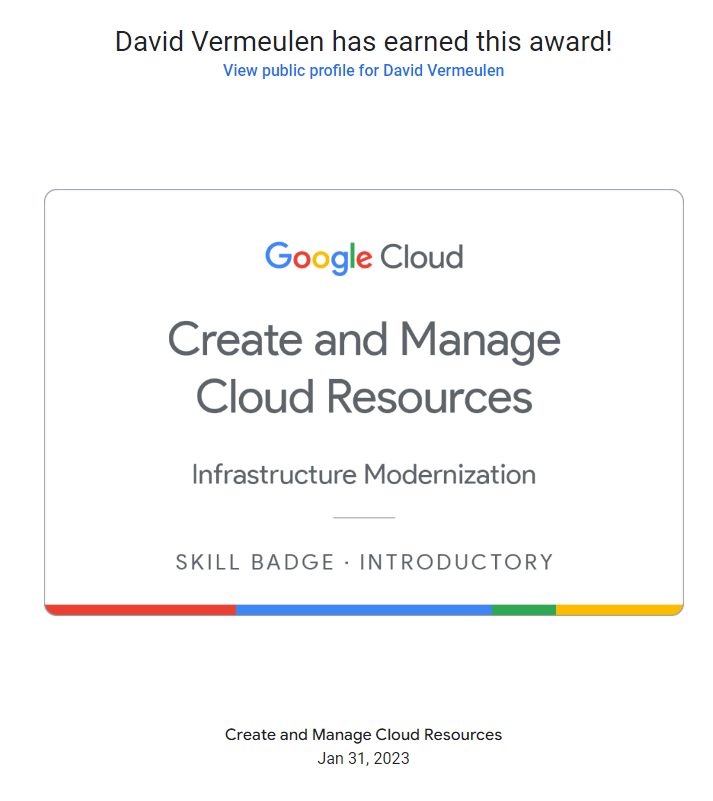 David Vermeulen has earned this award!
View public profile for David Vermeulen
Google Cloud
Create and Manage
Cloud Resources
Infrastructure Modernization
SKILL BADGE · INTRODUCTORY
Create and Manage Cloud Resources
Jan 31, 2023